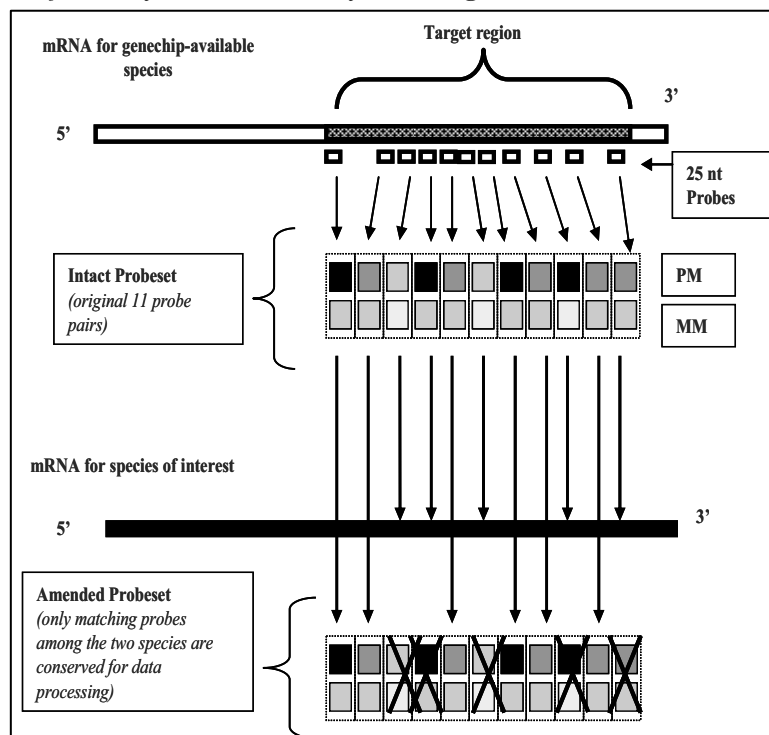 Target region
mRNA for genechip-available
species
3'
5'
25 nt
Probes
Intact Probeset
(original 11 probe
pairs)
PM
MM
mRNA for species of interest
5'
3'
Amended Probeset
(only matching probes
among the two species are
conserved for data
processing)